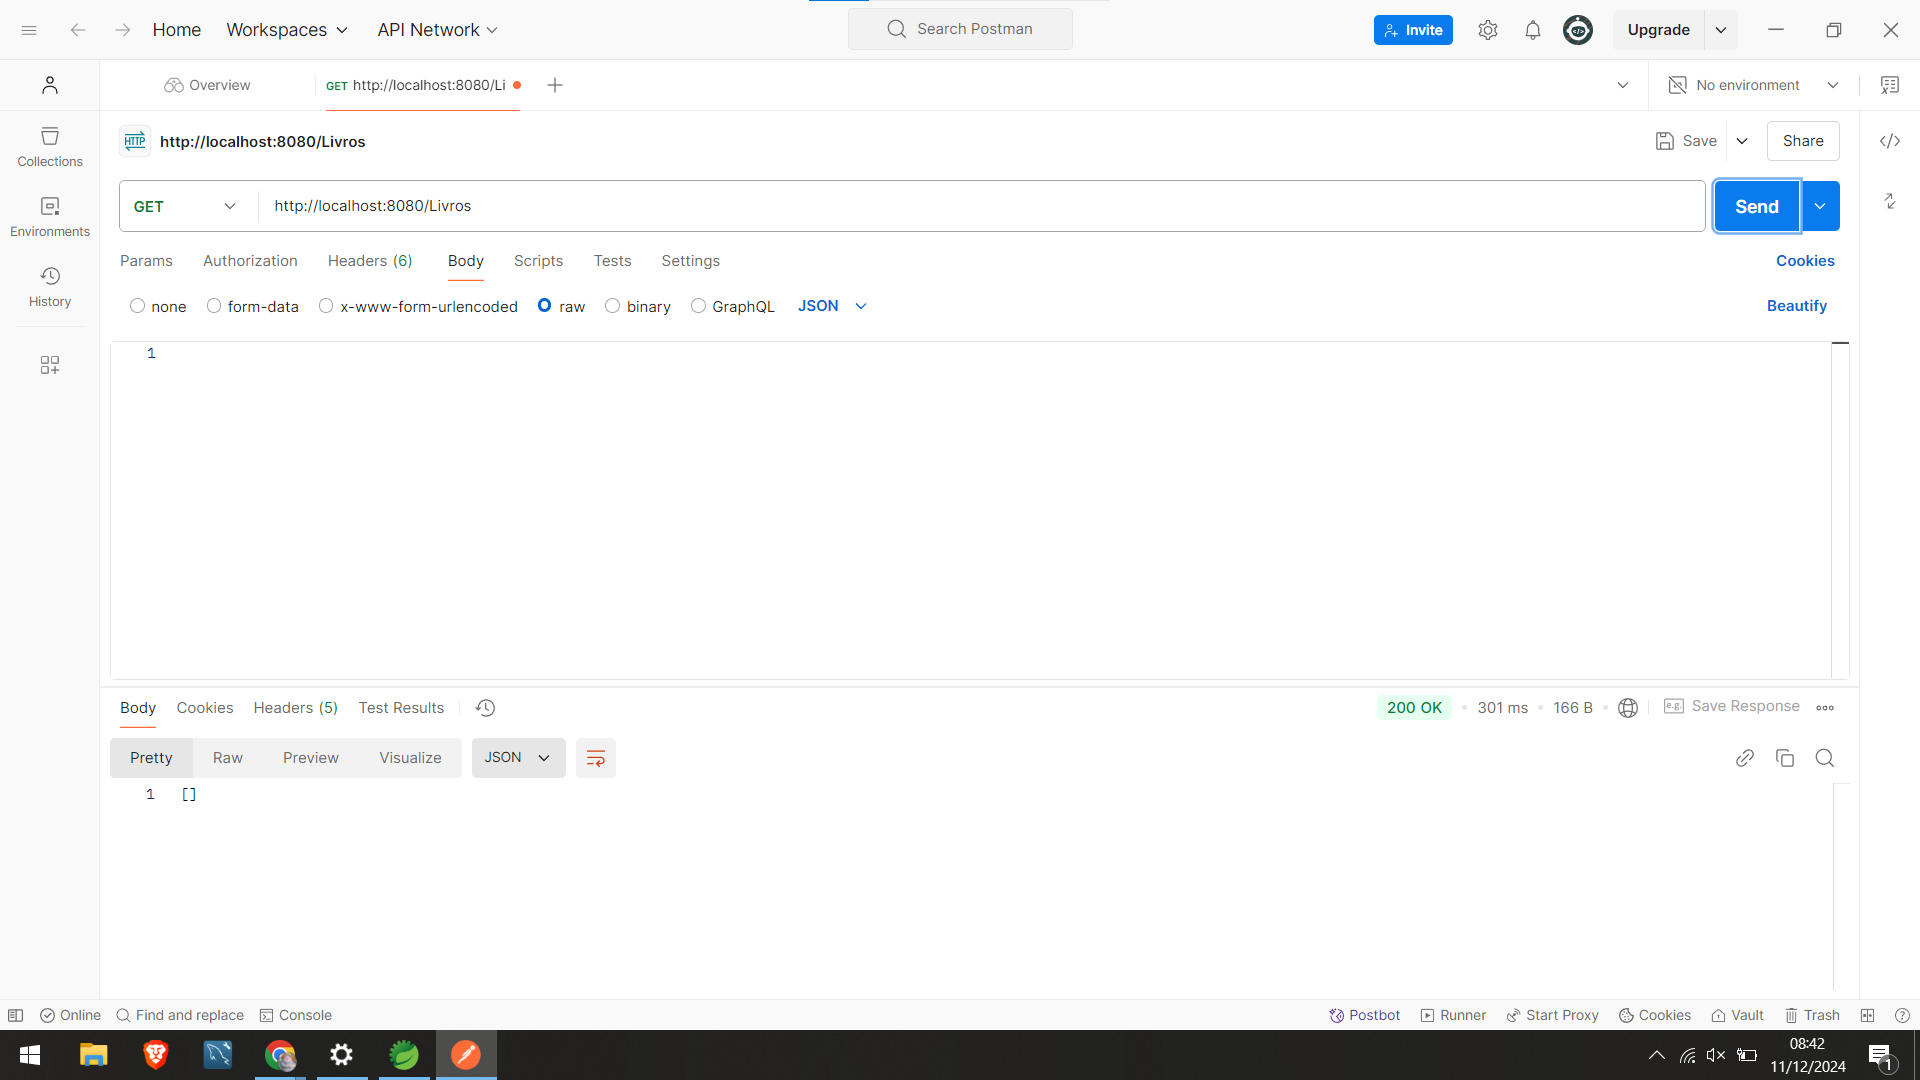 Home Workspaces API Network Search Postman Invite Upgrade
Overview GET http://localhost:8080/Li No environment
HTTP http://localhost:8080/Livros Save Share
Collections
GET http://localhost:8080/Livros Send
Environments
Params Authorization Headers (6) Body Scripts Tests Settings Cookies
History
none form-data x-www-form-urlencoded raw binary GraphQL JSON Beautify
1
Body Cookies Headers (5) Test Results 200 OK 301 ms 166 B e.g. Save Response
Pretty Raw Preview Visualize JSON
1 []
Online Find and replace Console Postbot Runner Start Proxy Cookies Vault Trash
08:42
11/12/2024
1